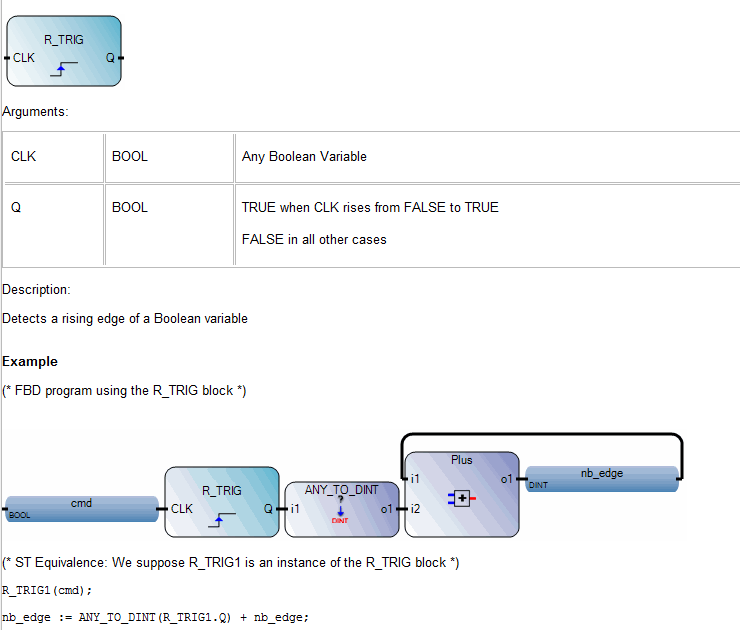 R_TRIG
CLK Q
Arguments:
CLK BOOL Any Boolean Variable
Q BOOL TRUE when CLK rises from FALSE to TRUE
FALSE in all other cases
Description:
Detects a rising edge of a Boolean variable
Example
(* FBD program using the R_TRIG block *)
Plus
i1 o1 nb_edge
DINT
R_TRIG ANY_TO_DINT
?
cmd
BOOL
CLK Q i1 o1 i2
DINT
(* ST Equivalence: We suppose R_TRIG1 is an instance of the R_TRIG block *)
R_TRIG1(cmd);
nb_edge := ANY_TO_DINT(R_TRIG1.Q) + nb_edge;